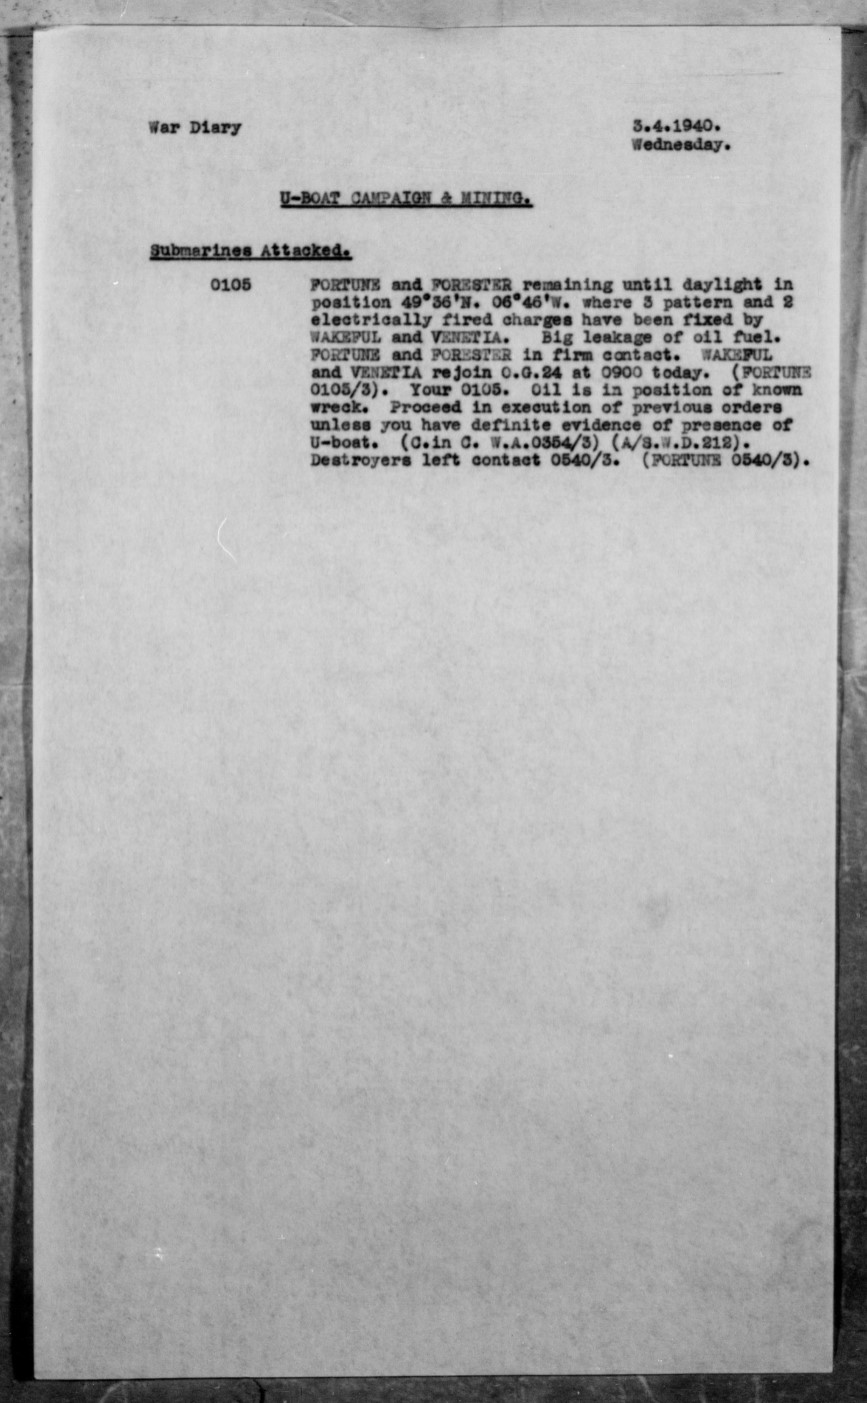 War Diary
3.4.1940.
Wednesday.
U-BOAT CAMPAIGN & MINING.
Submarines Attacked.
0105 FORTUNE and FORESTER remaining until daylight in
position 49°36'N. 06°46'W. where 3 pattern and 2
electrically fired charges have been fixed by
WAKEFUL and VENETIA. Big leakage of oil fuel.
FORTUNE and FORESTER in firm contact. WAKEFUL
and VENETIA rejoin O.G.24 at 0900 today. (FORTUNE
0105/3). Your 0105. Oil is in position of known
wreck. Proceed in execution of previous orders
unless you have definite evidence of presence of
U-boat. (C.in C. W.A.0354/3) (A/S.W.D.212).
Destroyers left contact 0540/3. (FORTUNE 0540/3).